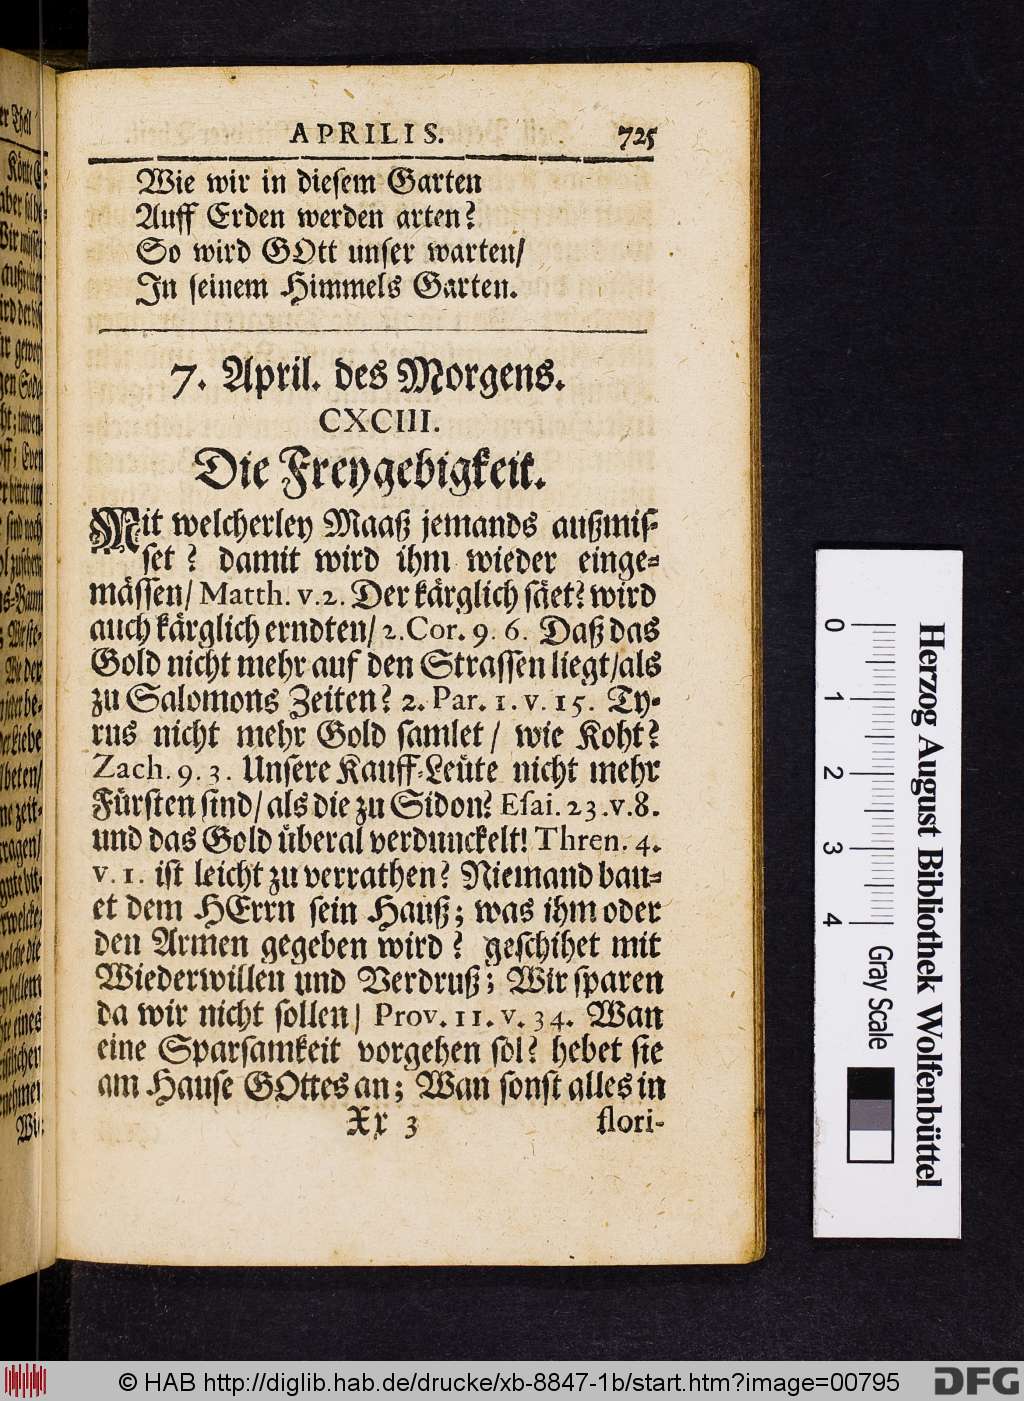 APRILIS. 725
Wie wir in diesem Garten
Auff Erden werden arten?
So wird GOtt unser warten/
In seinem Himmels Garten.
7. April. des Morgens.
CXCIII.
Die Freygebigkeit.
Mit welcherley Maaß jemands außmis-
set? damit wird ihm wieder einge-
mässen/ Matth. v. 2. Der kärglich säet? wird
auch kärglich erndten/ 2. Cor. 9. 6. Daß das
Gold nicht mehr auf den Strassen liegt/als
zu Salomons Zeiten? 2. Par. 1. v. 15. Ty-
rus nicht mehr Gold samlet/ wie Koht?
Zach. 9. 3. Unsere Kauff-Leüte nicht mehr
Fürsten sind/ als die zu Sidon? Esai. 23. v. 8.
und das Gold überal verdunckelt! Thren. 4.
v. 1. ist leicht zu verrathen? Niemand bau-
et dem HErrn sein Hauß; was ihm oder
den Armen gegeben wird? geschihet mit
Wiederwillen und Verdruß; Wir sparen
da wir nicht sollen/ Prov. 11. v. 34. Wan
eine Sparsamkeit vorgehen sol? hebet sie
am Hause GOttes an; Wan sonst alles in
Xx 3 flori-
0 1 2 3 4
Gray Scale
Herzog August Bibliothek Wolfenbüttel
© HAB http://diglib.hab.de/drucke/xb-8847-1b/start.htm?image=00795
DFG